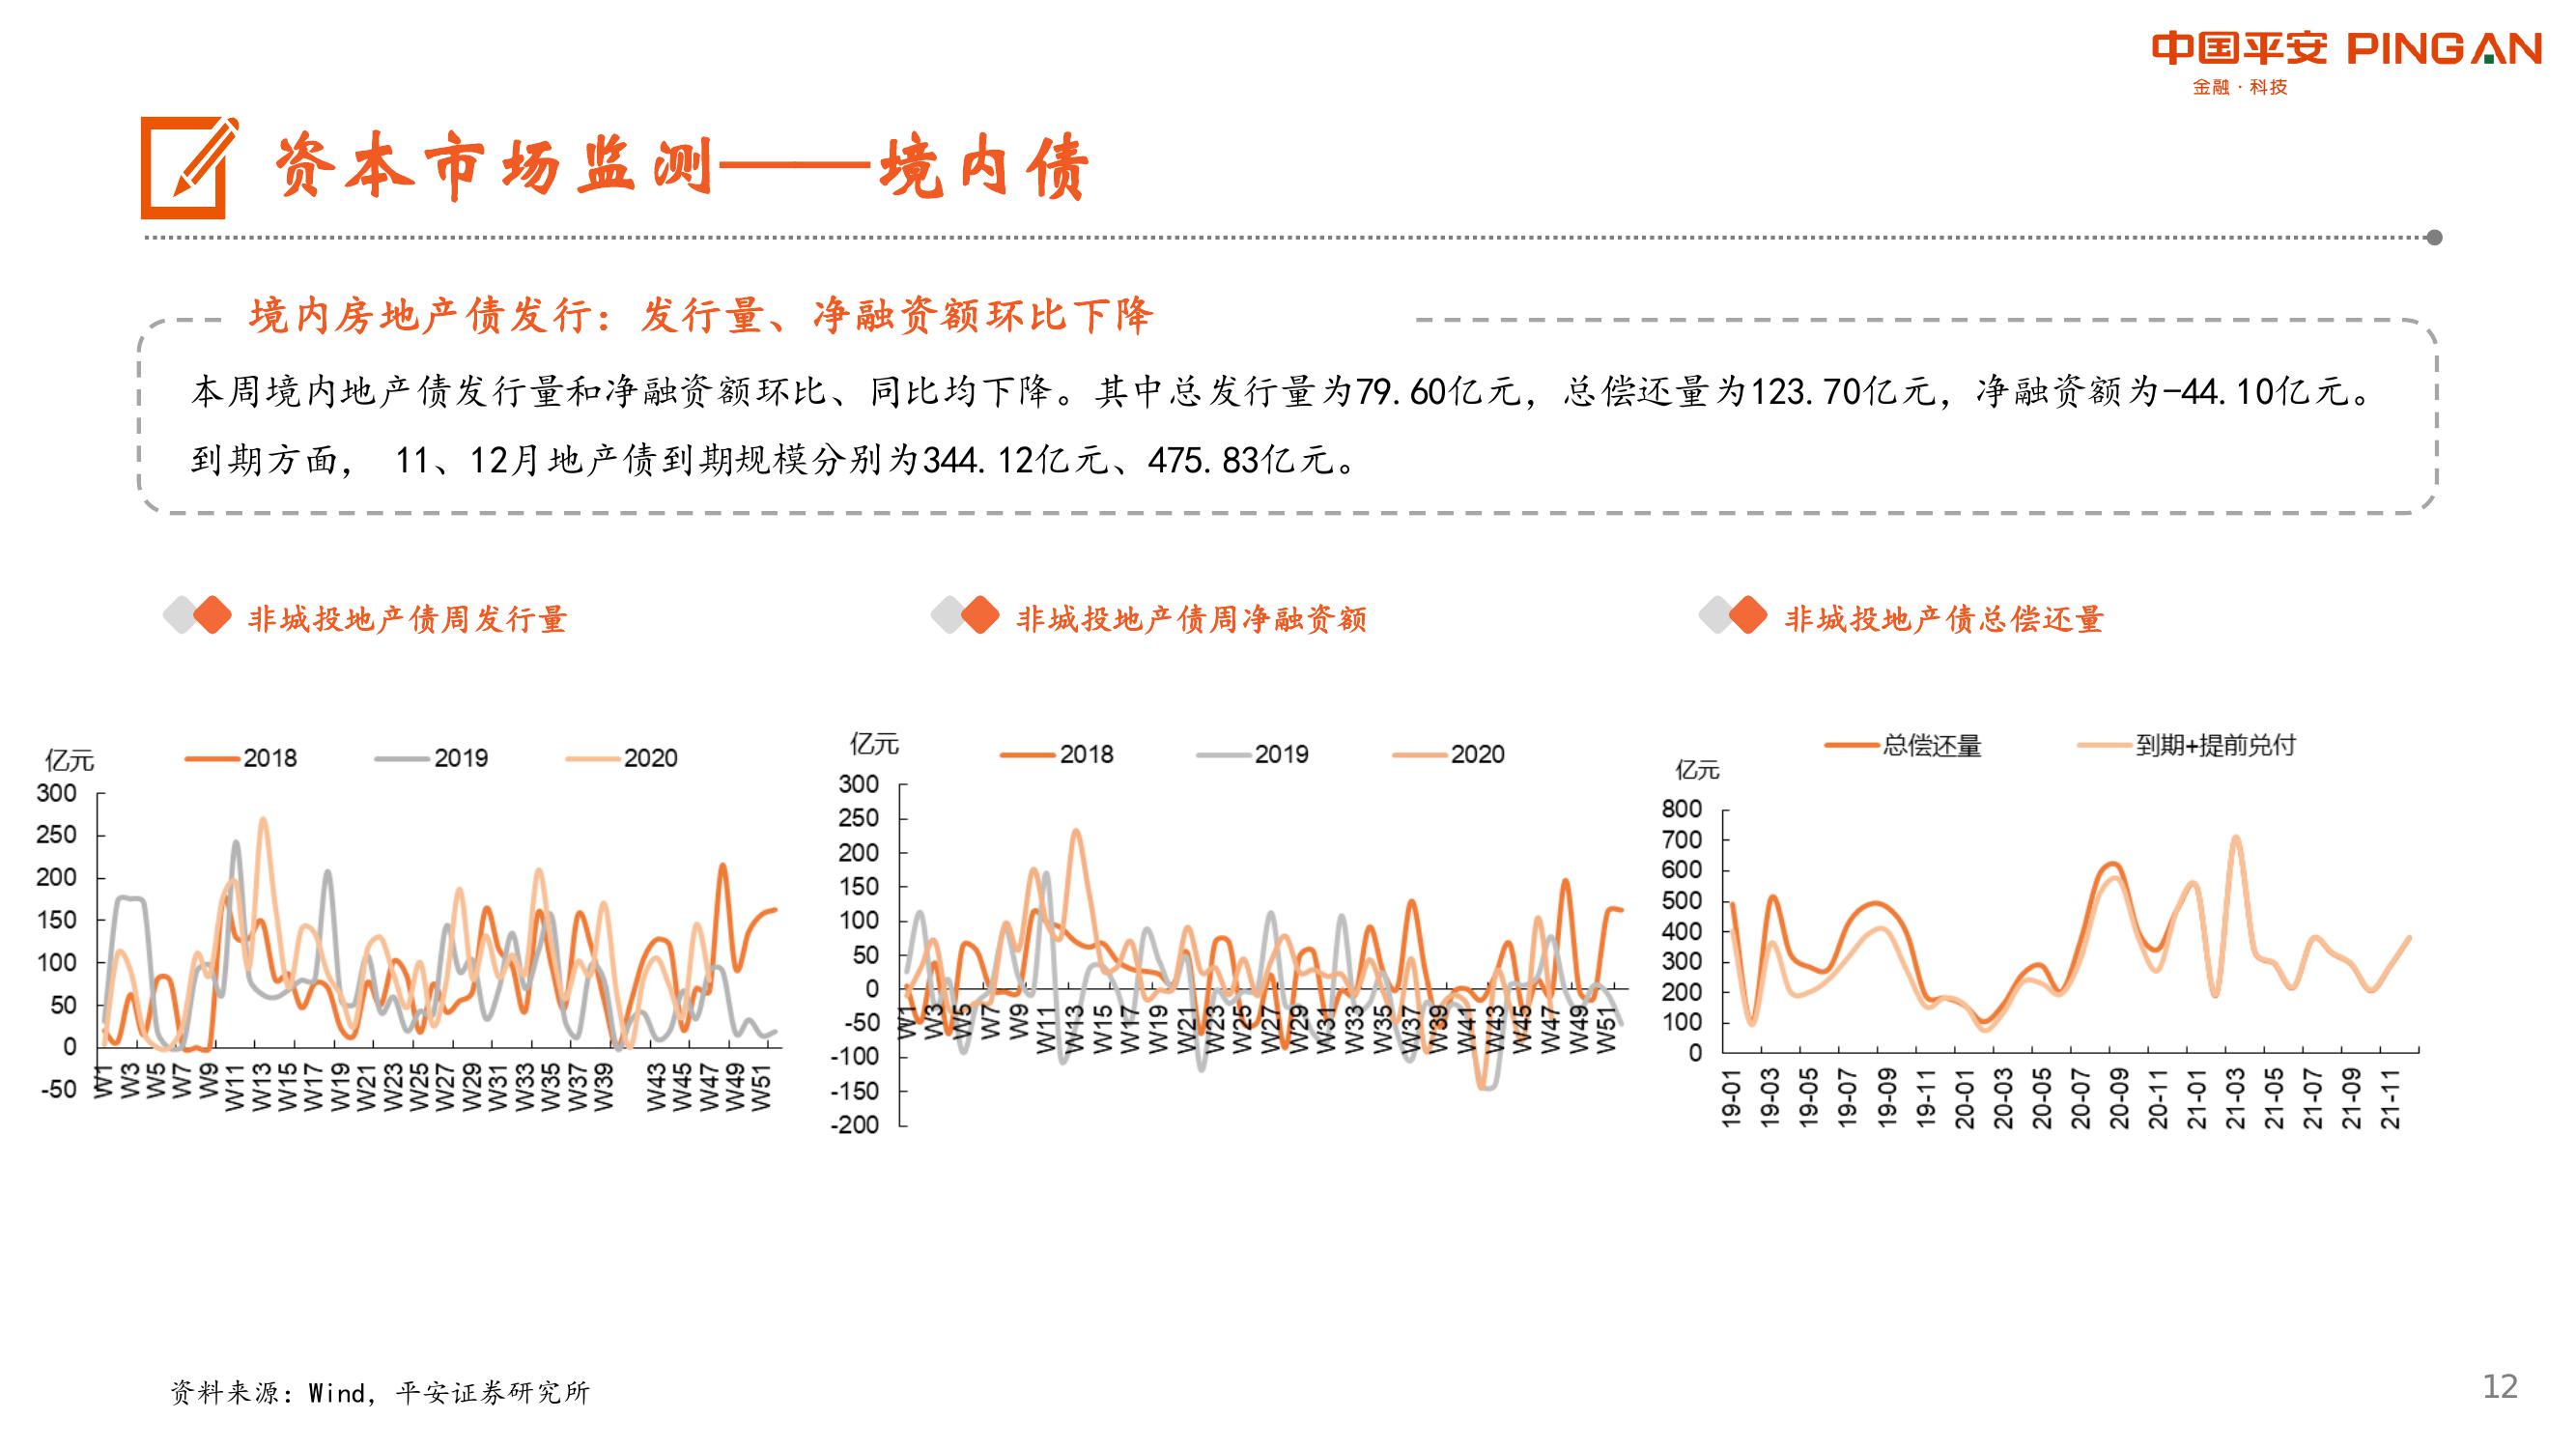 中国平安 PINGAN
金融·科技
资本市场监测——境内债
境内房地产债发行：发行量、净融资额环比下降
本周境内地产债发行量和净融资额环比、同比均下降。其中总发行量为79.60亿元，总偿还量为123.70亿元，净融资额为-44.10亿元。
到期方面， 11、12月地产债到期规模分别为344.12亿元、475.83亿元。
非城投地产债周发行量
亿元
2018 2019 2020
300
250
200
150
100
50
0
-50
W1 W3 W5 W7 W9 W11 W13 W15 W17 W19 W21 W23 W25 W27 W29 W31 W33 W35 W37 W39 W43 W45 W47 W49 W51
非城投地产债周净融资额
亿元
2018 2019 2020
300
250
200
150
100
50
0
-50
-100
-150
-200
W1 W3 W5 W7 W9 W11 W13 W15 W17 W19 W21 W23 W25 W27 W29 W31 W33 W35 W37 W39 W41 W43 W45 W47 W49 W51
非城投地产债总偿还量
总偿还量 到期+提前兑付
亿元
800
700
600
500
400
300
200
100
0
19-01 19-03 19-05 19-07 19-09 19-11 20-01 20-03 20-05 20-07 20-09 20-11 21-01 21-03 21-05 21-07 21-09 21-11
资料来源：Wind，平安证券研究所
12